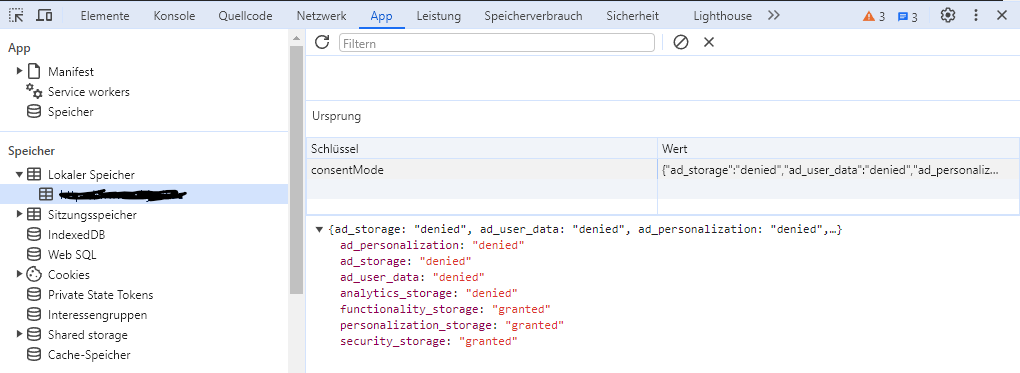 Elemente Konsole Quellcode Netzwerk App Leistung Speicherverbrauch Sicherheit Lighthouse 3 3
App
Manifest
Service workers
Speicher
Speicher
Lokaler Speicher
Sitzungsspeicher
IndexedDB
Web SQL
Cookies
Private State Tokens
Interessengruppen
Shared storage
Cache-Speicher
Filtern
Ursprung
Schlüssel Wert
consentMode {"ad_storage":"denied","ad_user_data":"denied","ad_personaliz...
{ad_storage: "denied", ad_user_data: "denied", ad_personalization: "denied",…}
ad_personalization: "denied"
ad_storage: "denied"
ad_user_data: "denied"
analytics_storage: "denied"
functionality_storage: "granted"
personalization_storage: "granted"
security_storage: "granted"